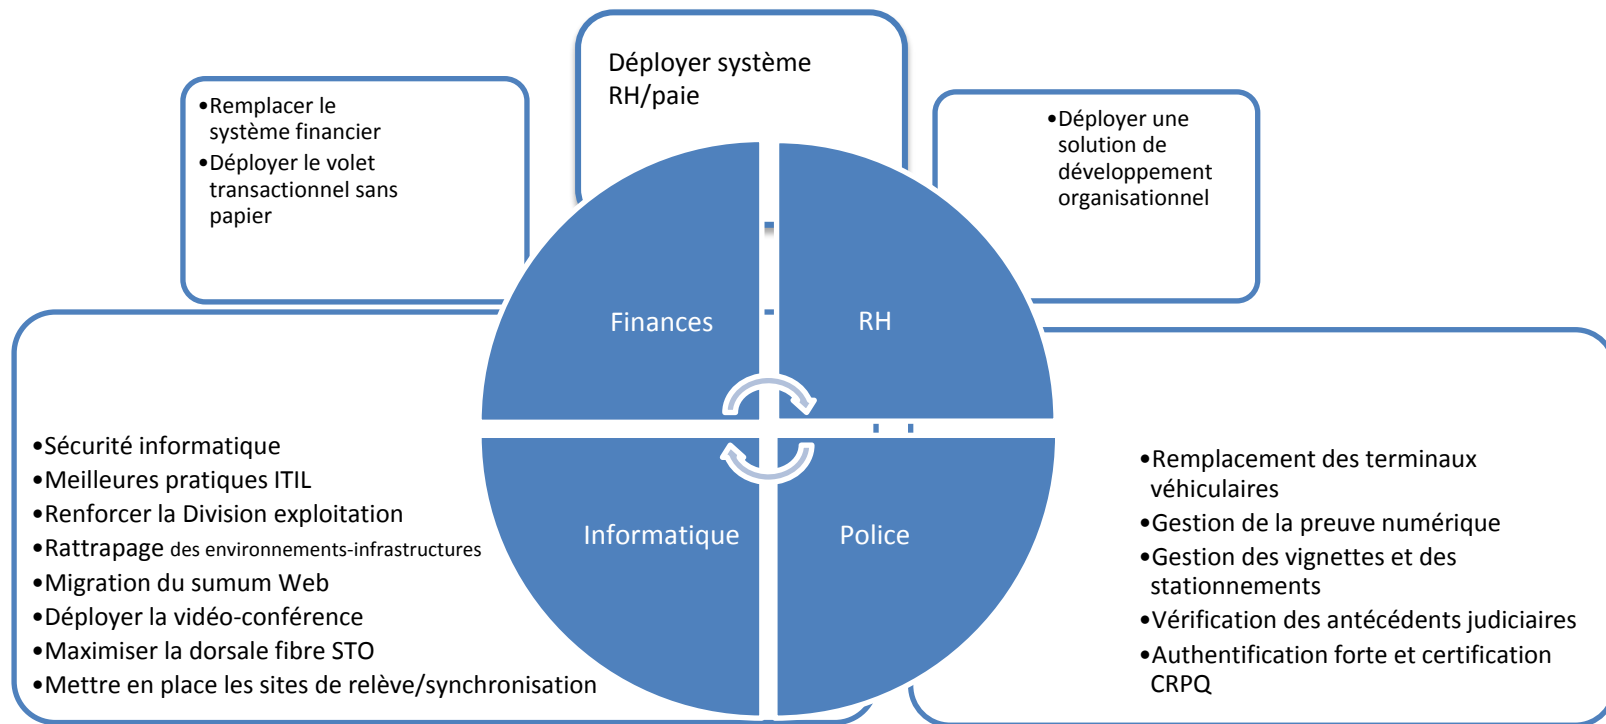 Déployer système
RH/paie
•Remplacer le
système financier
•Déployer le volet
transactionnel sans
papier
•Déployer une
solution de
développement
organisationnel
Finances
RH
Informatique
Police
•Sécurité informatique
•Meilleures pratiques ITIL
•Renforcer la Division exploitation
•Rattrapage des environnements-infrastructures
•Migration du sumum Web
•Déployer la vidéo-conférence
•Maximiser la dorsale fibre STO
•Mettre en place les sites de relève/synchronisation
•Remplacement des terminaux
véhiculaires
•Gestion de la preuve numérique
•Gestion des vignettes et des
stationnements
•Vérification des antécédents judiciaires
•Authentification forte et certification
CRPQ